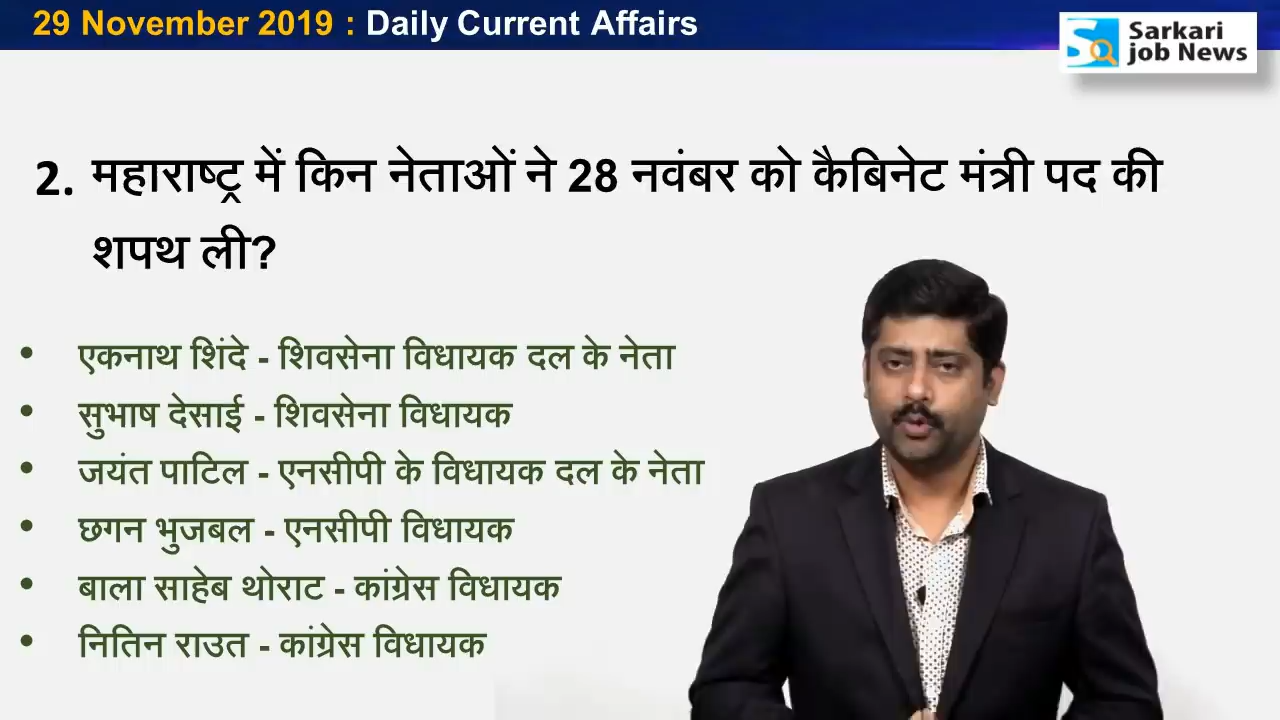 29 November 2019 : Daily Current Affairs
Sarkari
Job News
2. महाराष्ट्र में किन नेताओं ने 28 नवंबर को कैबिनेट मंत्री पद की
शपथ ली?
• एकनाथ शिंदे - शिवसेना विधायक दल के नेता
• सुभाष देसाई - शिवसेना विधायक
• जयंत पाटिल - एनसीपी के विधायक दल के नेता
• छगन भुजबल - एनसीपी विधायक
• बाला साहेब थोराट - कांग्रेस विधायक
• नितिन राउत - कांग्रेस विधायक